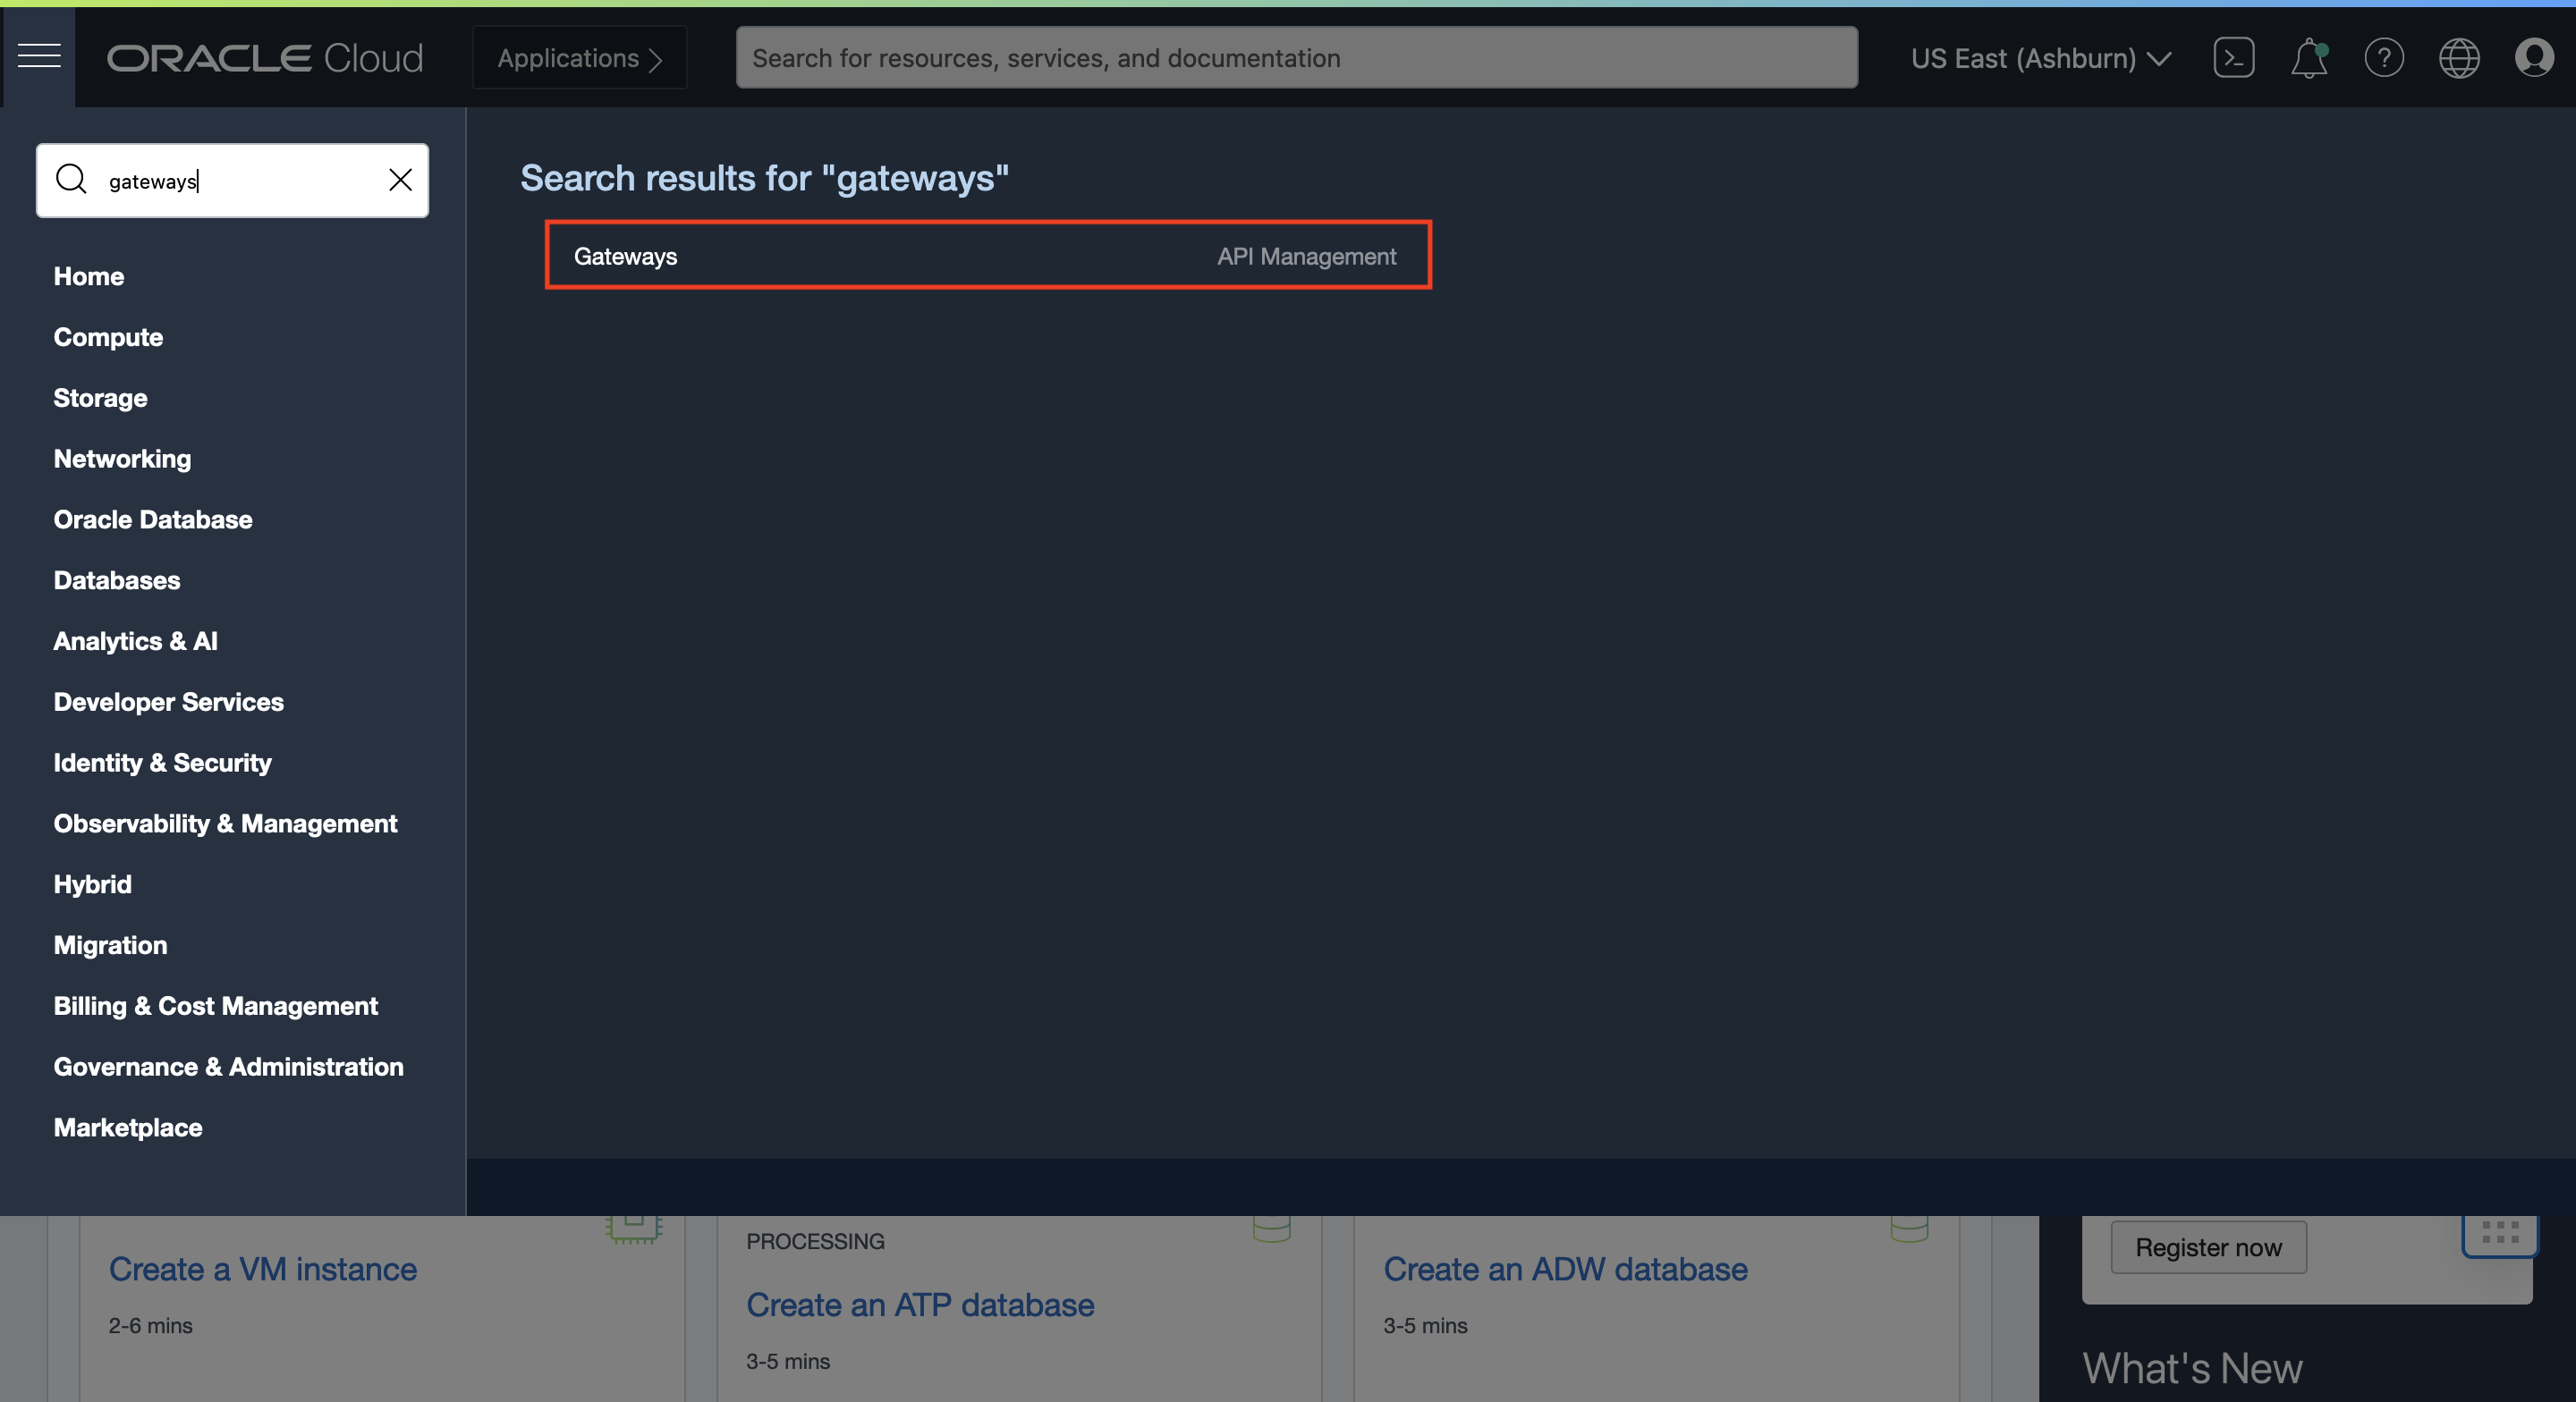 ORACLE Cloud
Applications
Search for resources, services, and documentation
US East (Ashburn)
gateways
Home
Compute
Storage
Networking
Oracle Database
Databases
Analytics & AI
Developer Services
Identity & Security
Observability & Management
Hybrid
Migration
Billing & Cost Management
Governance & Administration
Marketplace
Search results for "gateways"
Gateways API Management
Create a VM instance
2-6 mins
PROCESSING
Create an ATP database
3-5 mins
Create an ADW database
3-5 mins
Register now
What's New